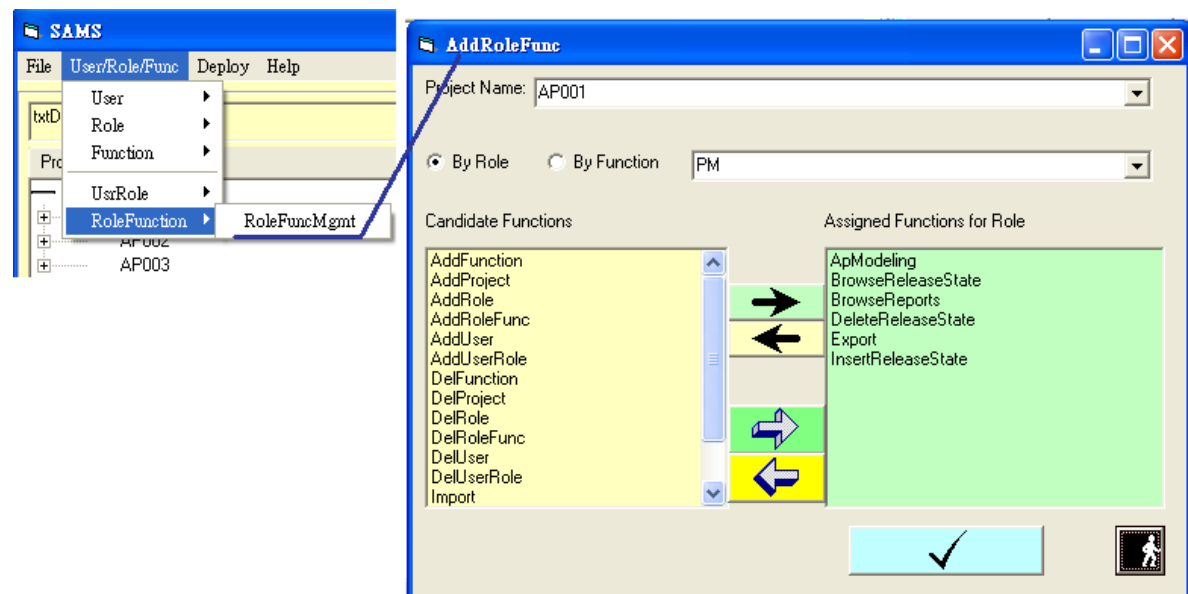 SAMS
File User/Role/Func Deploy Help
User
Role
Function
UsrRole
RoleFunction
RoleFuncMgmt
txtD
Pro
AP002
AP003
AddRoleFunc
Project Name: AP001
By Role By Function PM
Candidate Functions
AddFunction
AddProject
AddRole
AddRoleFunc
AddUser
AddUserRole
DelFunction
DelProject
DelRole
DelRoleFunc
DelUser
DelUserRole
Import
Assigned Functions for Role
ApModeling
BrowseReleaseState
BrowseReports
DeleteReleaseState
Export
InsertReleaseState